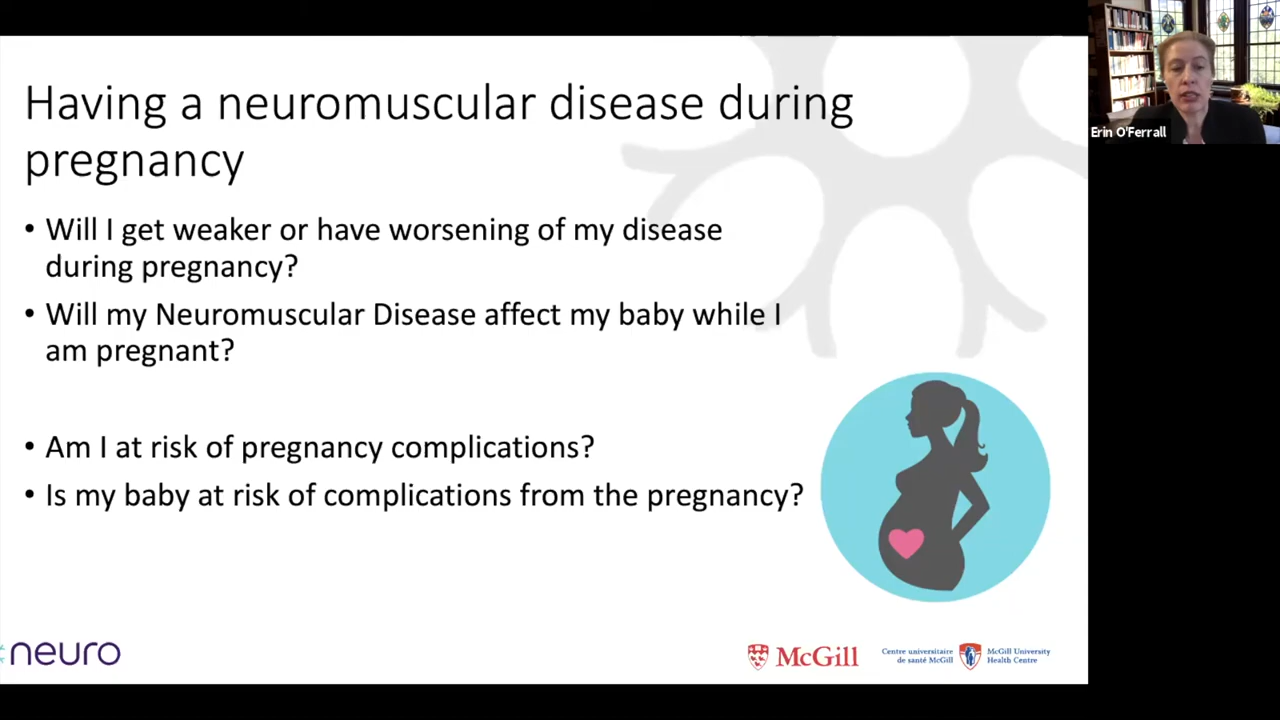 Having a neuromuscular disease during
pregnancy
• Will I get weaker or have worsening of my disease
during pregnancy?
• Will my Neuromuscular Disease affect my baby while I
am pregnant?
• Am I at risk of pregnancy complications?
• Is my baby at risk of complications from the pregnancy?
neuro
McGill
Centre universitaire
de santé McGill
McGill University
Health Centre
Erin O'Ferrall